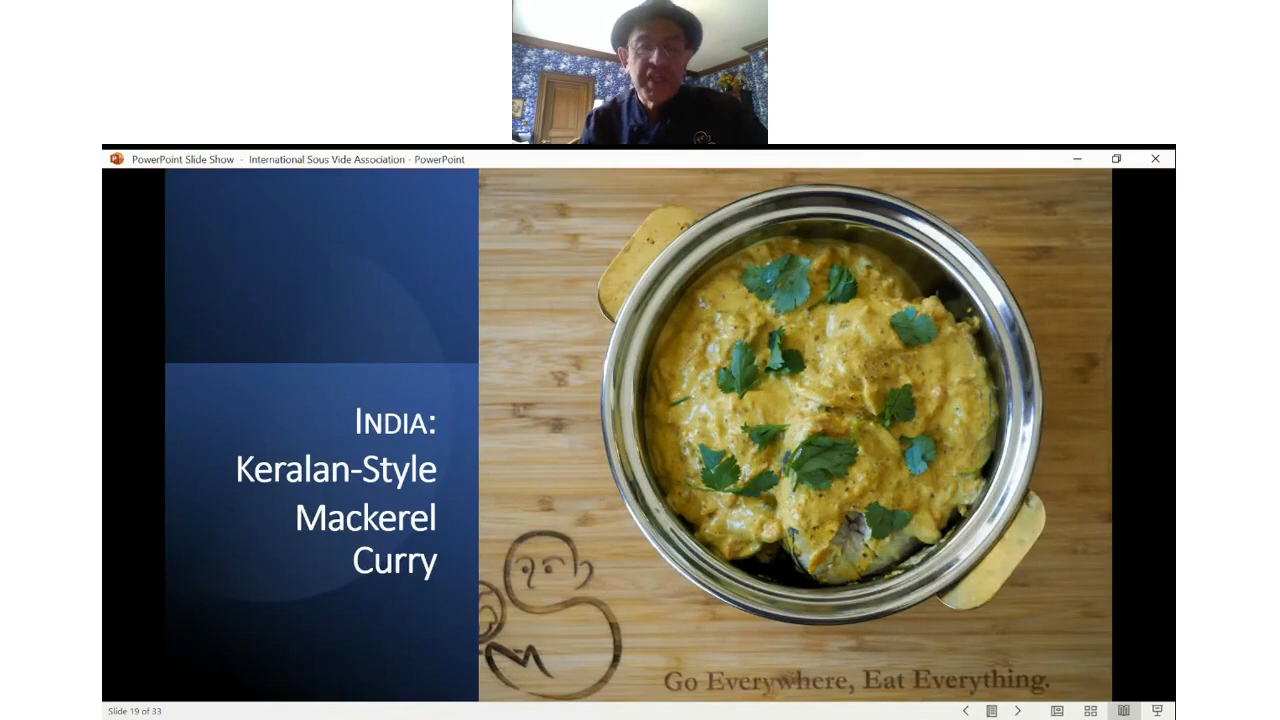 PowerPoint Slide Show - International Sous Vide Association - PowerPoint
INDIA:
Keralan-Style
Mackerel
Curry
Go Everywhere, Eat Everything.
Slide 19 of 33